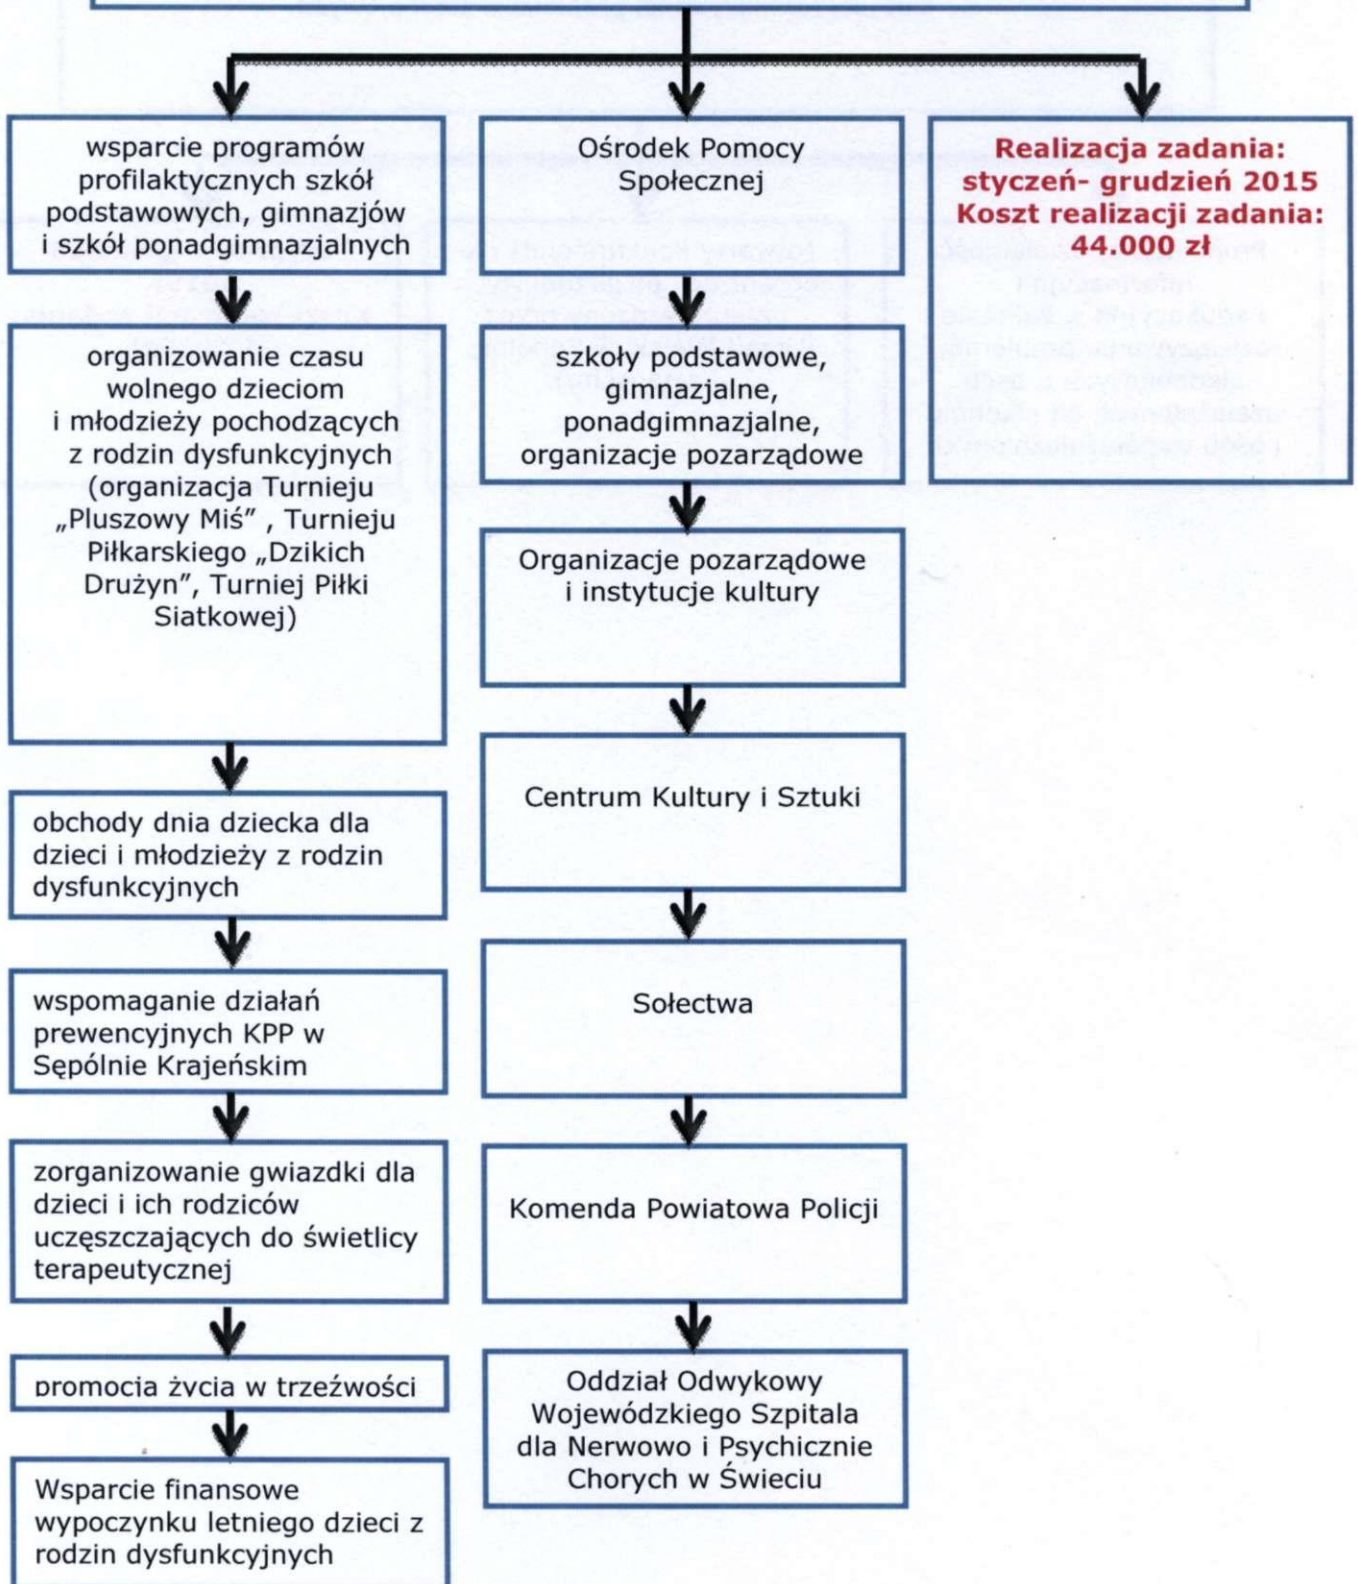 wsparcie programów
profilaktycznych szkół
podstawowych, gimnazjów
i szkół ponadgimnazjalnych
organizowanie czasu
wolnego dzieciom
i młodzieży pochodzących
z rodzin dysfunkcyjnych
(organizacja Turnieju
„Pluszowy Miś” , Turnieju
Piłkarskiego „Dzikich
Drużyn”, Turniej Piłki
Siatkowej)
obchody dnia dziecka dla
dzieci i młodzieży z rodzin
dysfunkcyjnych
wspomaganie działań
prewencyjnych KPP w
Sępólnie Krajeńskim
zorganizowanie gwiazdki dla
dzieci i ich rodziców
uczęszczających do świetlicy
terapeutycznej
promocja życia w trzeźwości
Wsparcie finansowe
wypoczynku letniego dzieci z
rodzin dysfunkcyjnych
Ośrodek Pomocy
Społecznej
szkoły podstawowe,
gimnazjalne,
ponadgimnazjalne,
organizacje pozarządowe
Organizacje pozarządowe
i instytucje kultury
Centrum Kultury i Sztuki
Sołectwa
Komenda Powiatowa Policji
Oddział Odwykowy
Wojewódzkiego Szpitala
dla Nerwowo i Psychicznie
Chorych w Świeciu
Realizacja zadania:
styczeń- grudzień 2015
Koszt realizacji zadania:
44.000 zł